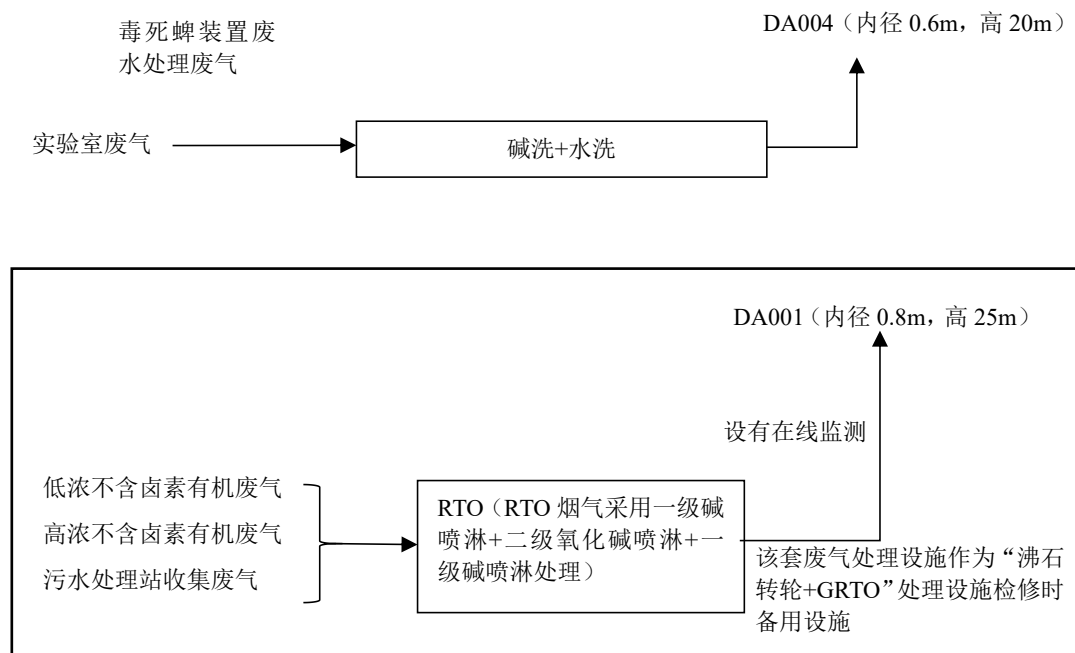 DA004（内径 0.6m，高 20m）
毒死蜱装置废
水处理废气
实验室废气
碱洗+水洗
DA001（内径 0.8m，高 25m）
设有在线监测
低浓不含卤素有机废气
高浓不含卤素有机废气
污水处理站收集废气
RTO（RTO 烟气采用一级碱
喷淋+二级氧化碱喷淋+一
级碱喷淋处理）
该套废气处理设施作为“沸石
转轮+GRTO”处理设施检修时
备用设施